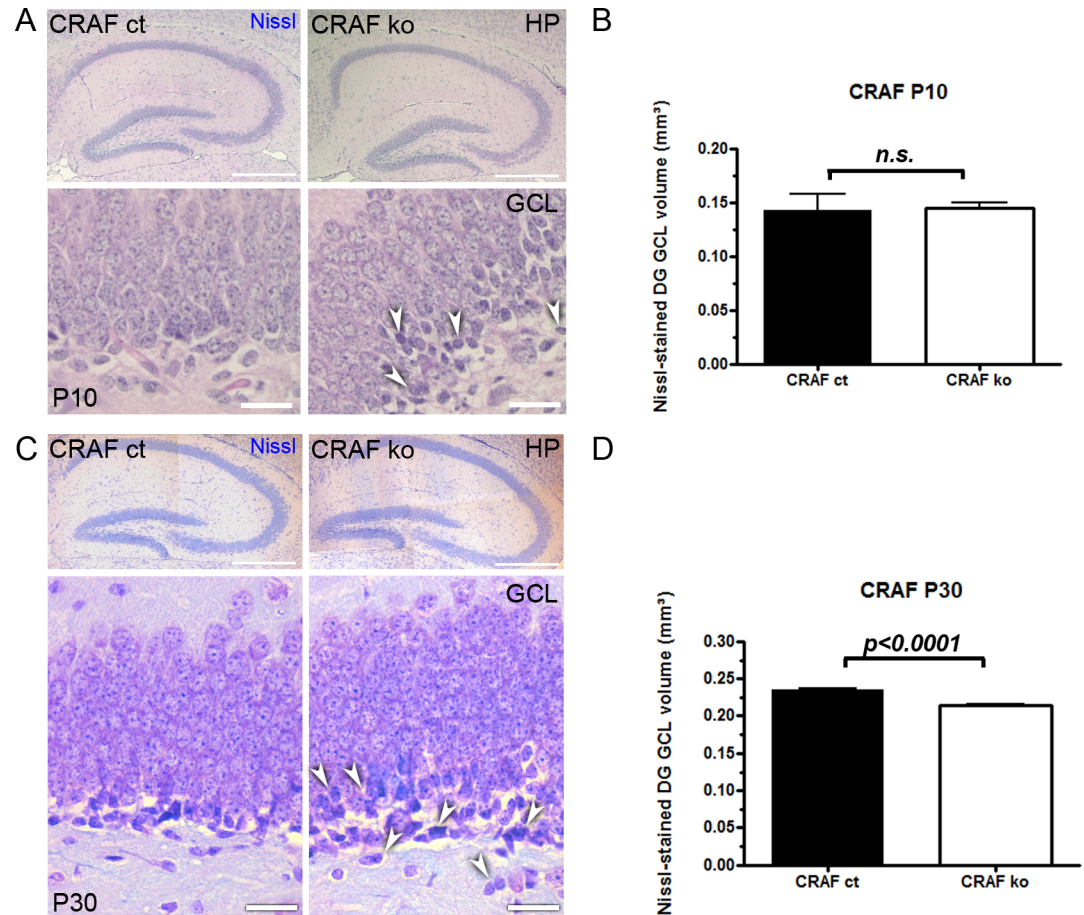 A
CRAF ct
Nissl
CRAF ko
HP
GCL
P10
B
CRAF P10
Nissl-stained DG GCL volume (mm³)
0.20
0.15
0.10
0.05
0.00
n.s.
CRAF ct
CRAF ko
C
CRAF ct
Nissl
CRAF ko
HP
GCL
P30
D
CRAF P30
Nissl-stained DG GCL volume (mm³)
0.30
0.25
0.20
0.15
0.10
0.05
0.00
p<0.0001
CRAF ct
CRAF ko